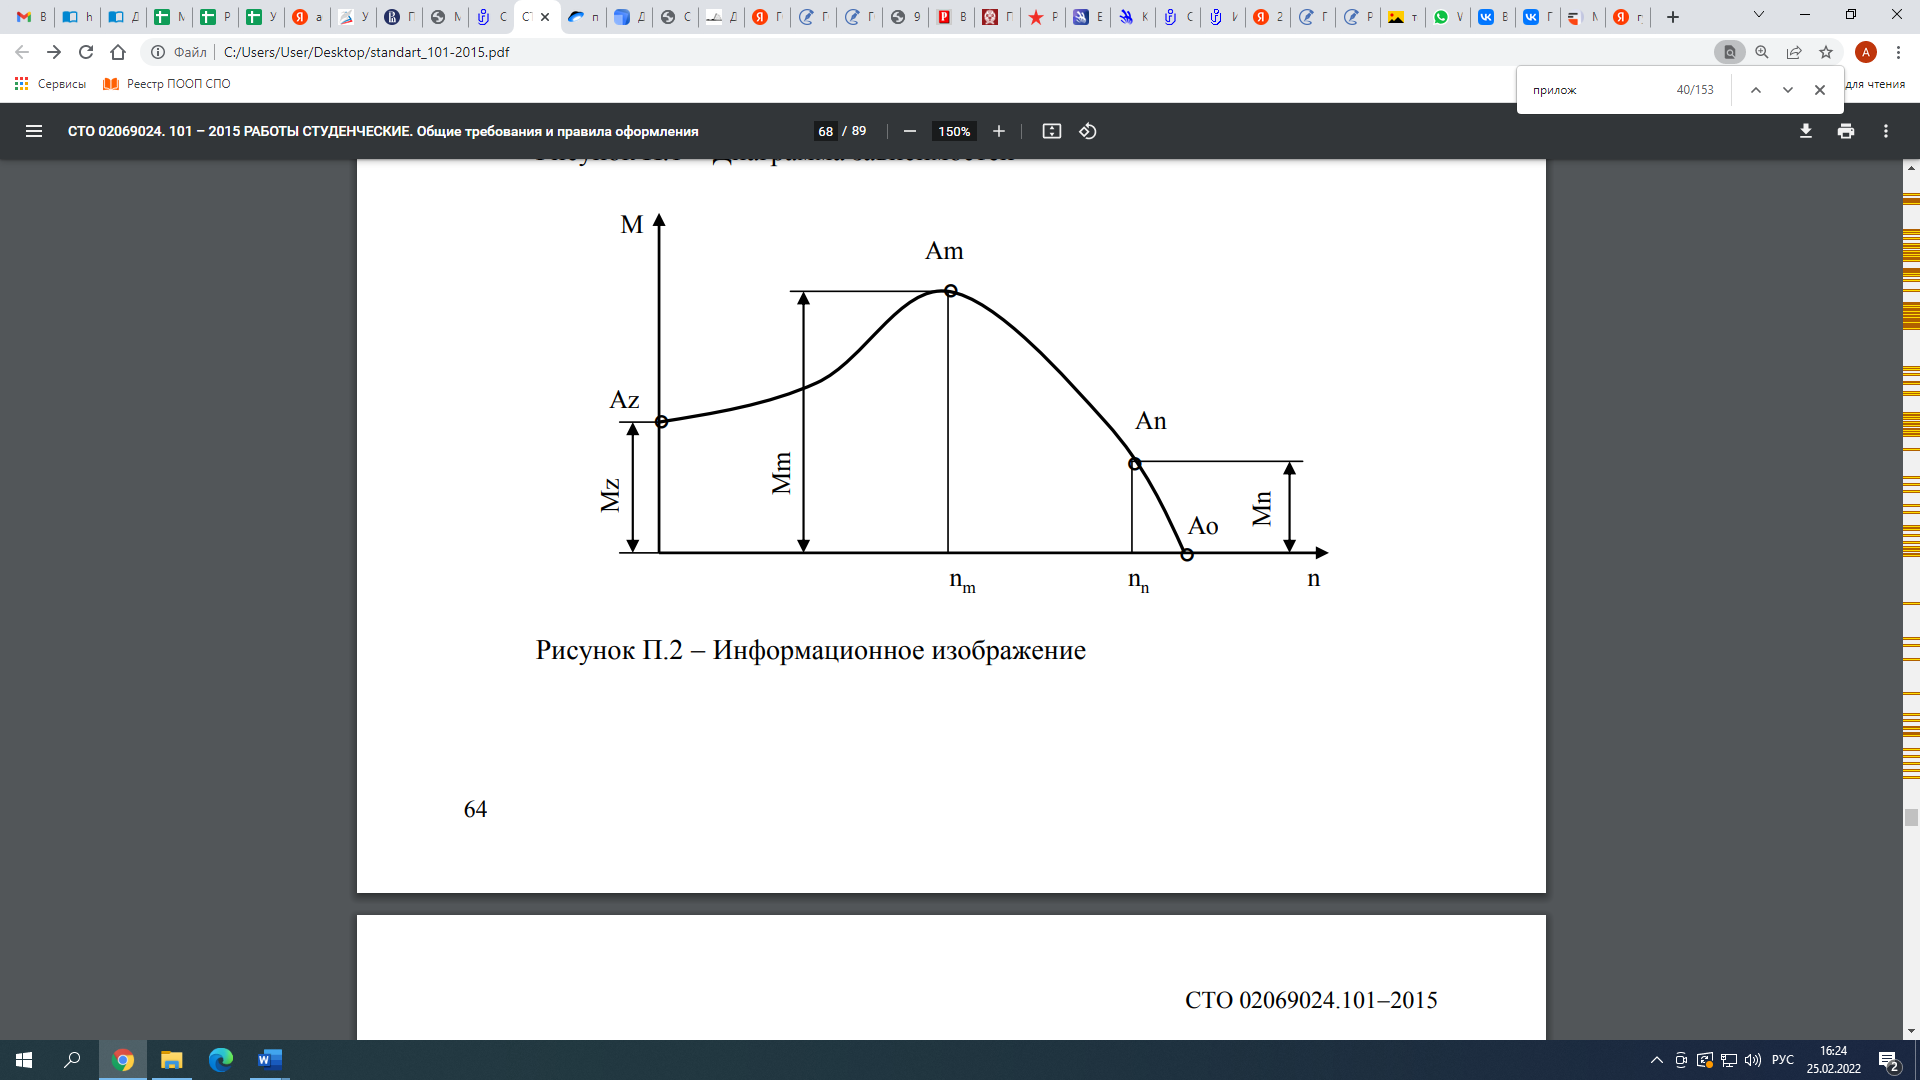 Файл
C:/Users/User/Desktop/standart_101-2015.pdf
A
Сервисы
Реестр ПООП СПО
для чтения
прилож
40/153
СТО 02069024. 101 – 2015 РАБОТЫ СТУДЕНЧЕСКИЕ. Общие требования и правила оформления
68 / 89
150%
M
Am
Az
An
Mz
Mm
Mn
Ao
nm
nn
n
Рисунок П.2 – Информационное изображение
64
СТО 02069024.101–2015
РУС
16:24
25.02.2022
2